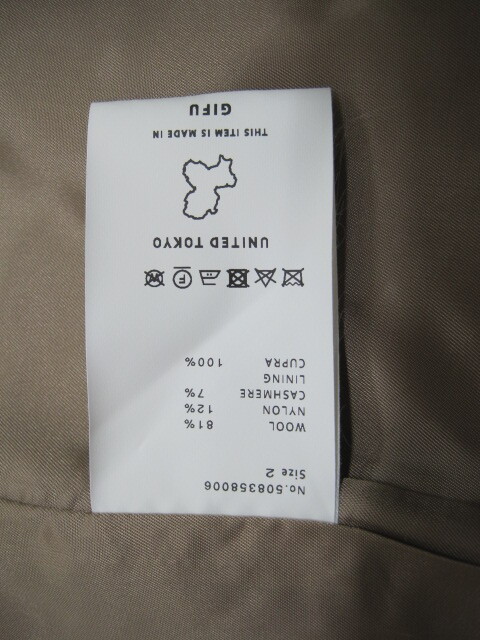 No.508358006
Size 2
WOOL 81%
NYLON 12%
CASHMERE 7%
LINING
CUPRA 100%
W F
UNITED TOKYO
THIS ITEM IS MADE IN
GIFU